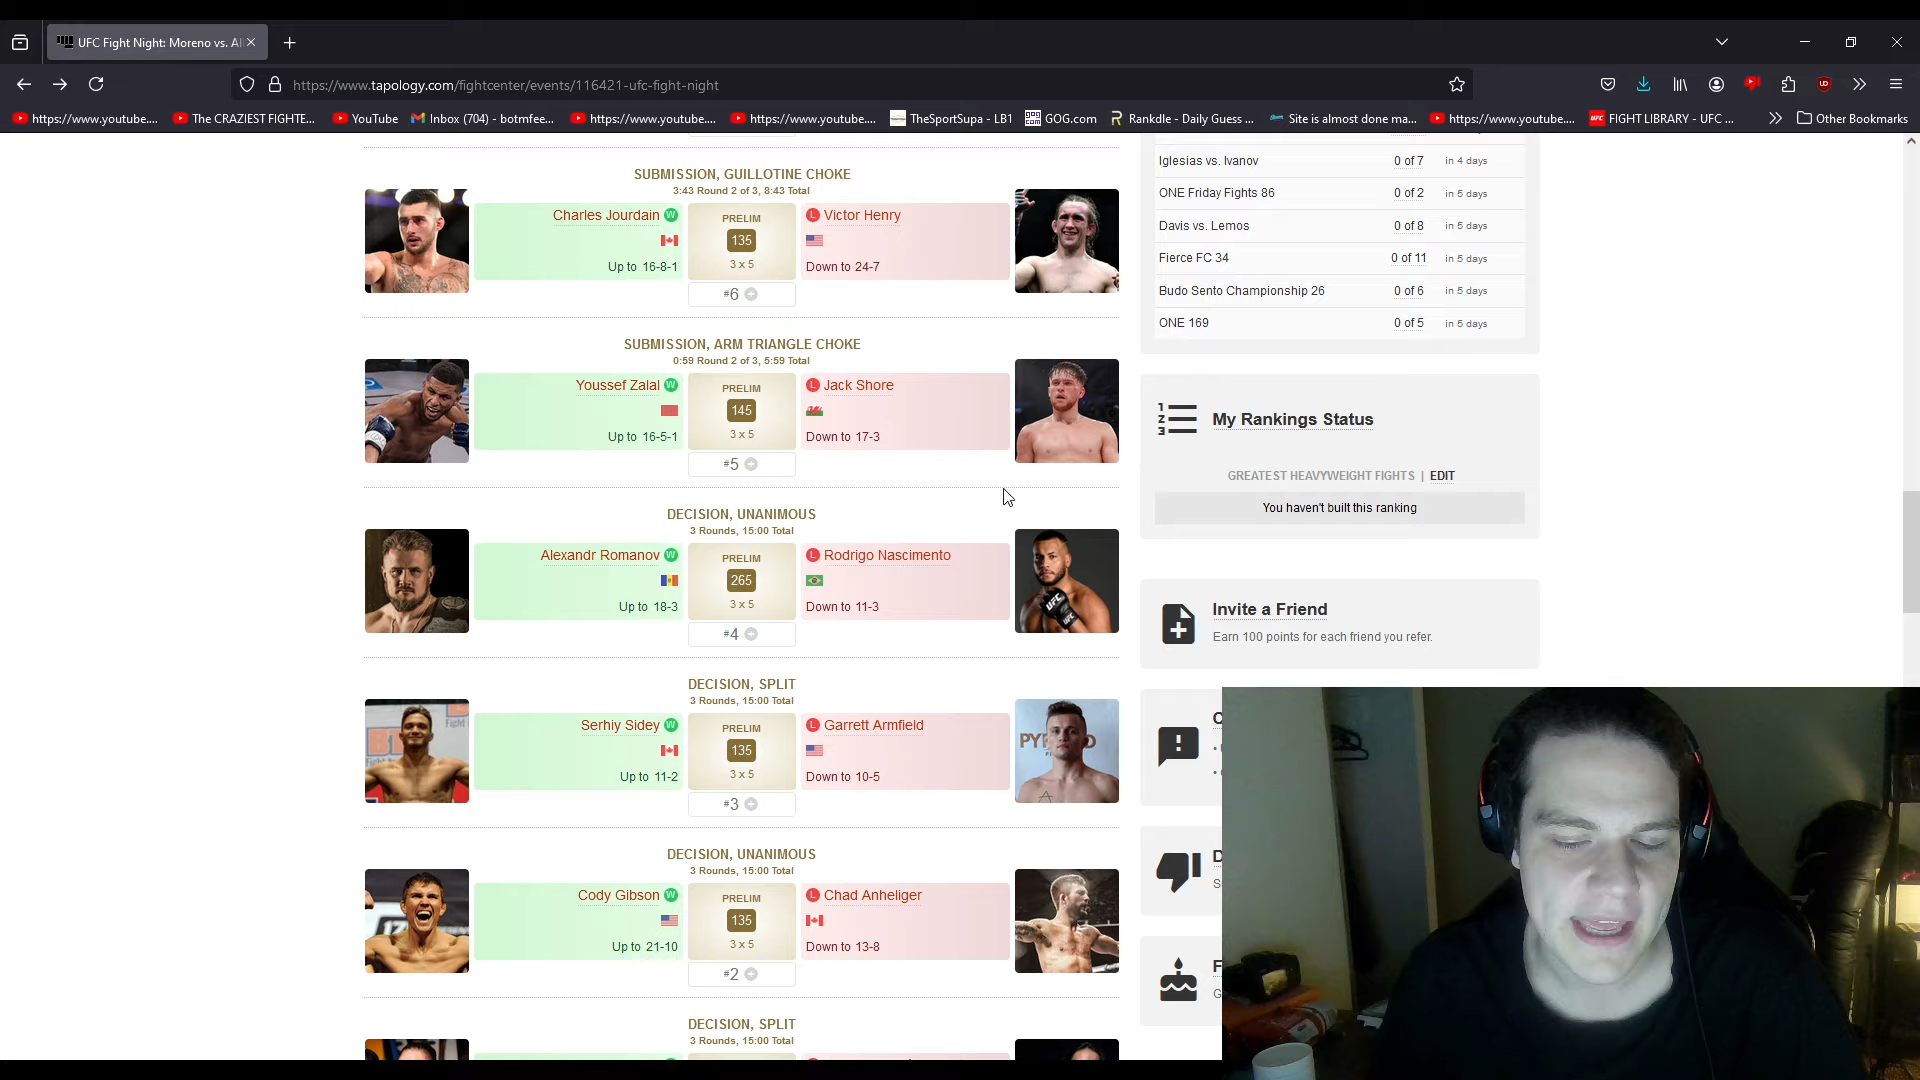 UFC Fight Night: Moreno vs. Al
https://www.tapology.com/fightcenter/events/116421-ufc-fight-night
https://www.youtube....
The CRAZIEST FIGHTE...
YouTube
Inbox (704) - botmfee...
https://www.youtube....
https://www.youtube....
TheSportSupa - LB1
GOG.com
Rankdle - Daily Guess ...
Site is almost done ma...
https://www.youtube....
FIGHT LIBRARY - UFC ...
Other Bookmarks
SUBMISSION, GUILLOTINE CHOKE
3:43 Round 2 of 3, 8:43 Total
Charles Jourdain W
PRELIM
L Victor Henry
135
Up to 16-8-1
3 x 5
Down to 24-7
#6
SUBMISSION, ARM TRIANGLE CHOKE
0:59 Round 2 of 3, 5:59 Total
Youssef Zalal W
PRELIM
L Jack Shore
145
Up to 16-5-1
3 x 5
Down to 17-3
#5
DECISION, UNANIMOUS
3 Rounds, 15:00 Total
Alexandr Romanov W
PRELIM
L Rodrigo Nascimento
265
Up to 18-3
3 x 5
Down to 11-3
#4
DECISION, SPLIT
3 Rounds, 15:00 Total
Serhiy Sidey W
PRELIM
L Garrett Armfield
135
Up to 11-2
3 x 5
Down to 10-5
#3
DECISION, UNANIMOUS
3 Rounds, 15:00 Total
Cody Gibson W
PRELIM
L Chad Anheliger
135
Up to 21-10
3 x 5
Down to 13-8
#2
DECISION, SPLIT
3 Rounds, 15:00 Total
Iglesias vs. Ivanov 0 of 7 in 4 days
ONE Friday Fights 86 0 of 2 in 5 days
Davis vs. Lemos 0 of 8 in 5 days
Fierce FC 34 0 of 11 in 5 days
Budo Sento Championship 26 0 of 6 in 5 days
ONE 169 0 of 5 in 5 days
My Rankings Status
GREATEST HEAVYWEIGHT FIGHTS | EDIT
You haven't built this ranking
Invite a Friend
Earn 100 points for each friend you refer.